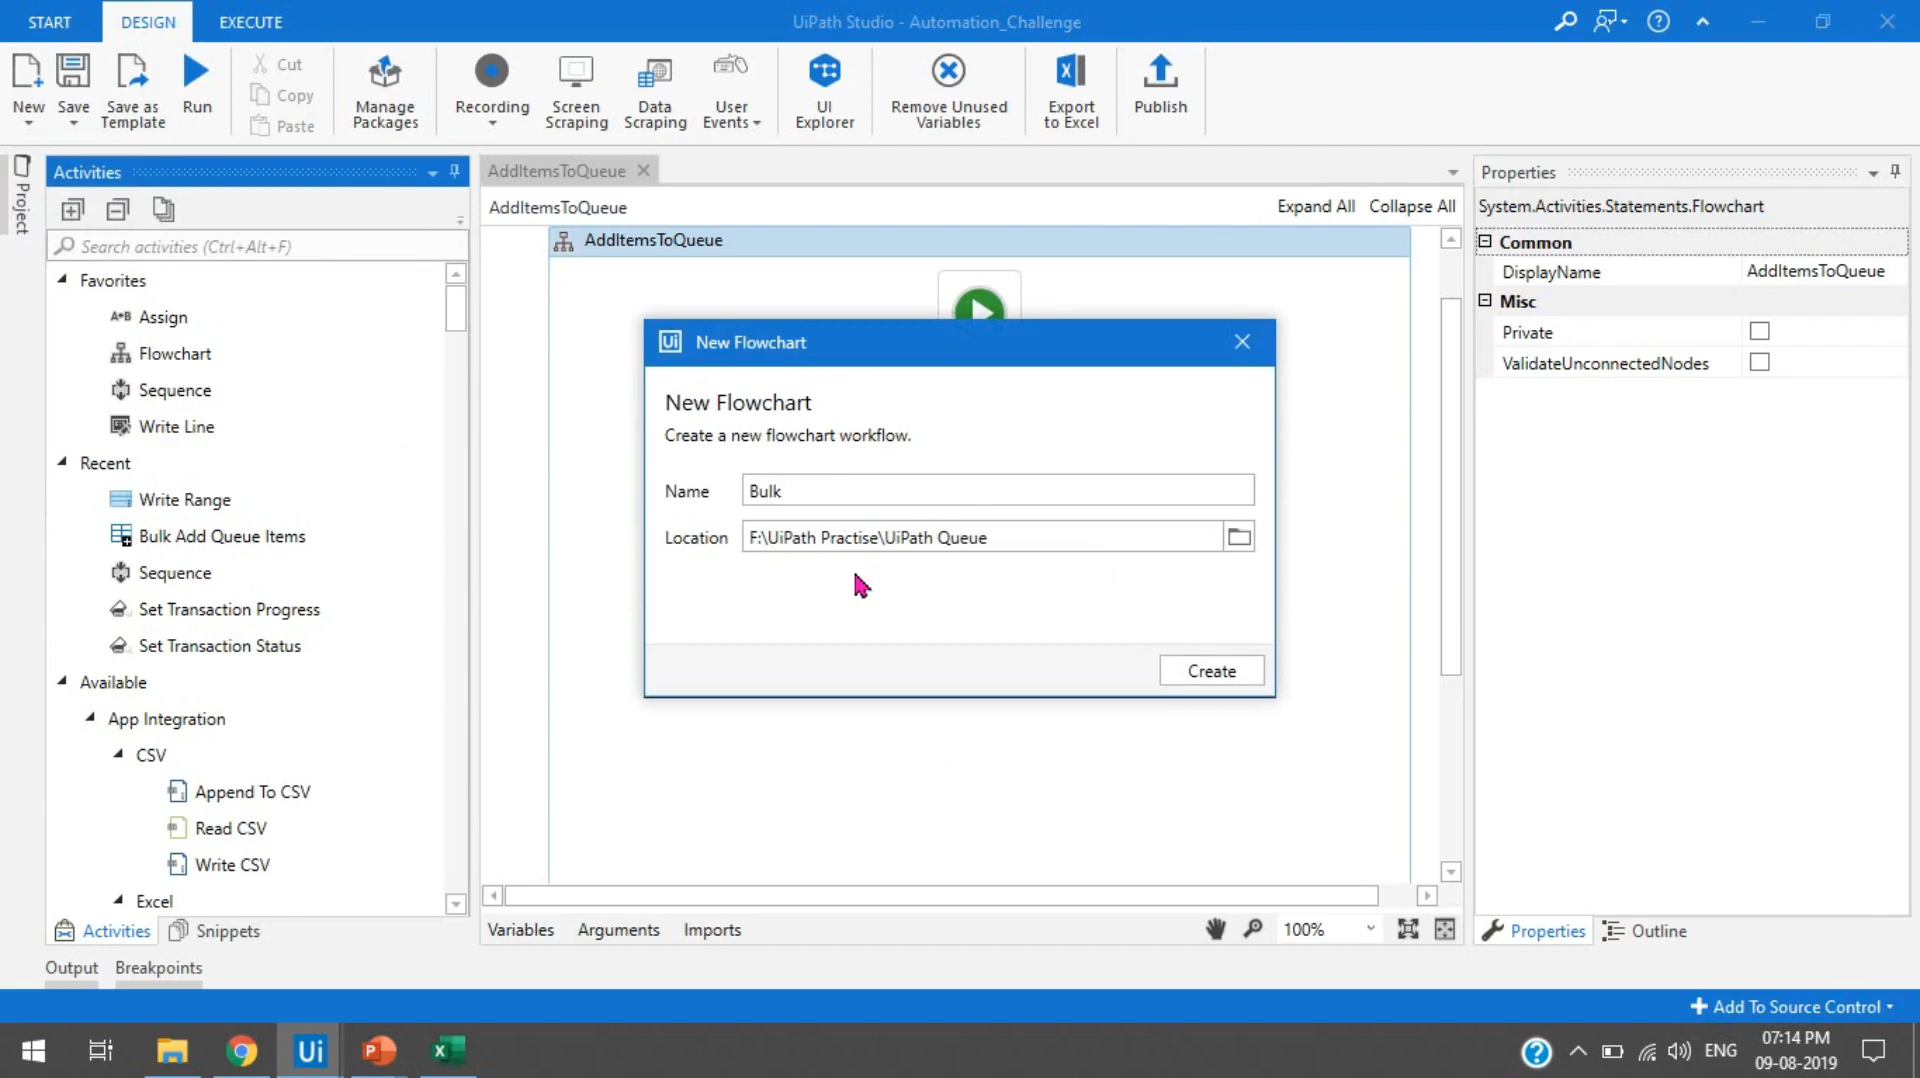 START
DESIGN
EXECUTE
UiPath Studio - Automation_Challenge
New
Save
Save as Template
Run
Cut
Copy
Paste
Manage Packages
Recording
Screen Scraping
Data Scraping
User Events
UI Explorer
Remove Unused Variables
Export to Excel
Publish
Project
Activities
Search activities (Ctrl+Alt+F)
Favorites
A+B Assign
Flowchart
Sequence
Write Line
Recent
Write Range
Bulk Add Queue Items
Sequence
Set Transaction Progress
Set Transaction Status
Available
App Integration
CSV
Append To CSV
Read CSV
Write CSV
Excel
Activities
Snippets
AddItemsToQueue
AddItemsToQueue
Expand All
Collapse All
AddItemsToQueue
Ui New Flowchart
New Flowchart
Create a new flowchart workflow.
Name
Bulk
Location
F:\UiPath Practise\UiPath Queue
Create
Variables
Arguments
Imports
100%
Properties
System.Activities.Statements.Flowchart
Common
DisplayName
AddItemsToQueue
Misc
Private
ValidateUnconnectedNodes
Properties
Outline
Output
Breakpoints
Add To Source Control
Ui
ENG
07:14 PM
09-08-2019